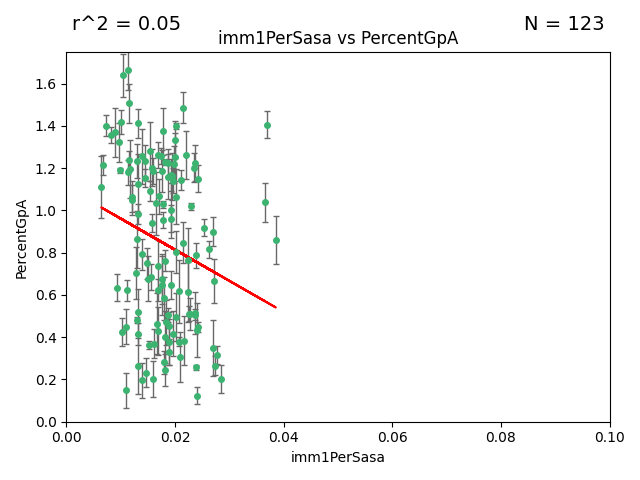 r^2 = 0.05
N = 123
imm1PerSasa vs PercentGpA
PercentGpA
1.6
1.4
1.2
1.0
0.8
0.6
0.4
0.2
0.0
0.00 0.02 0.04 0.06 0.08 0.10
imm1PerSasa